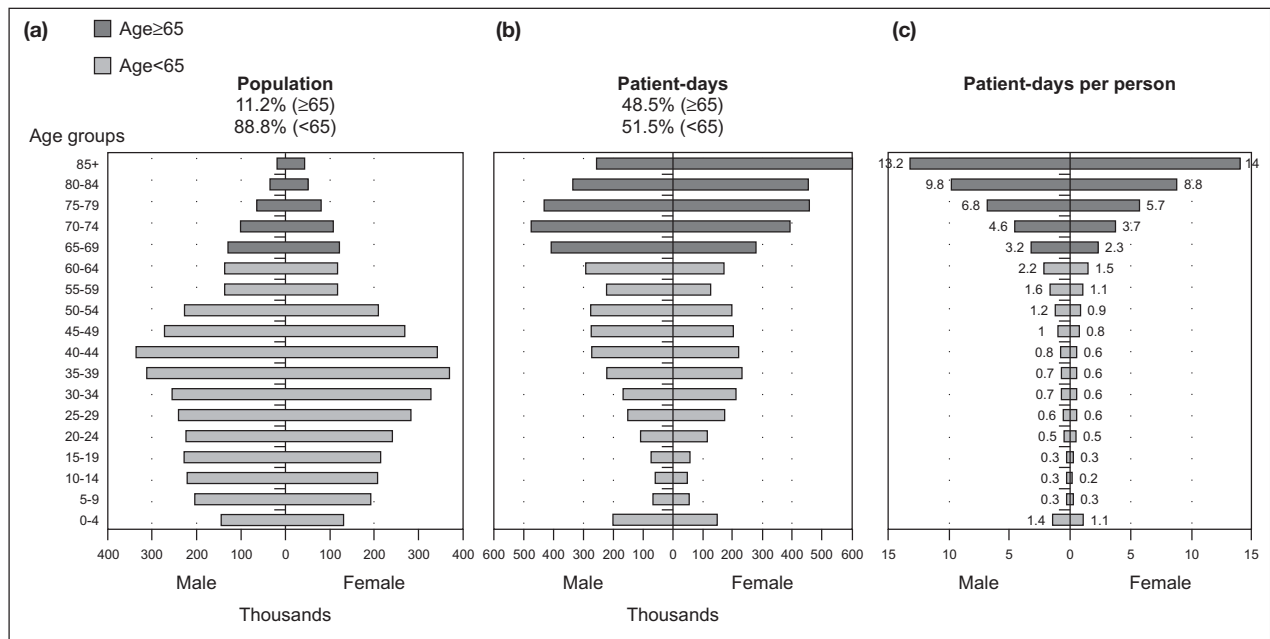 (a)
Age≥65
Age<65
Population
11.2% (≥65)
88.8% (<65)
Age groups
85+
80-84
75-79
70-74
65-69
60-64
55-59
50-54
45-49
40-44
35-39
30-34
25-29
20-24
15-19
10-14
5-9
0-4
400 300 200 100 0 100 200 300 400
Male Female
Thousands
(b)
Patient-days
48.5% (≥65)
51.5% (<65)
600 500 400 300 200 100 0 100 200 300 400 500 600
Male Female
Thousands
(c)
Patient-days per person
13.2 14
9.8 8.8
6.8 5.7
4.6 3.7
3.2 2.3
2.2 1.5
1.6 1.1
1.2 0.9
1 0.8
0.8 0.6
0.7 0.6
0.7 0.6
0.6 0.6
0.5 0.5
0.3 0.3
0.3 0.2
0.3 0.3
1.4 1.1
15 10 5 0 5 10 15
Male Female